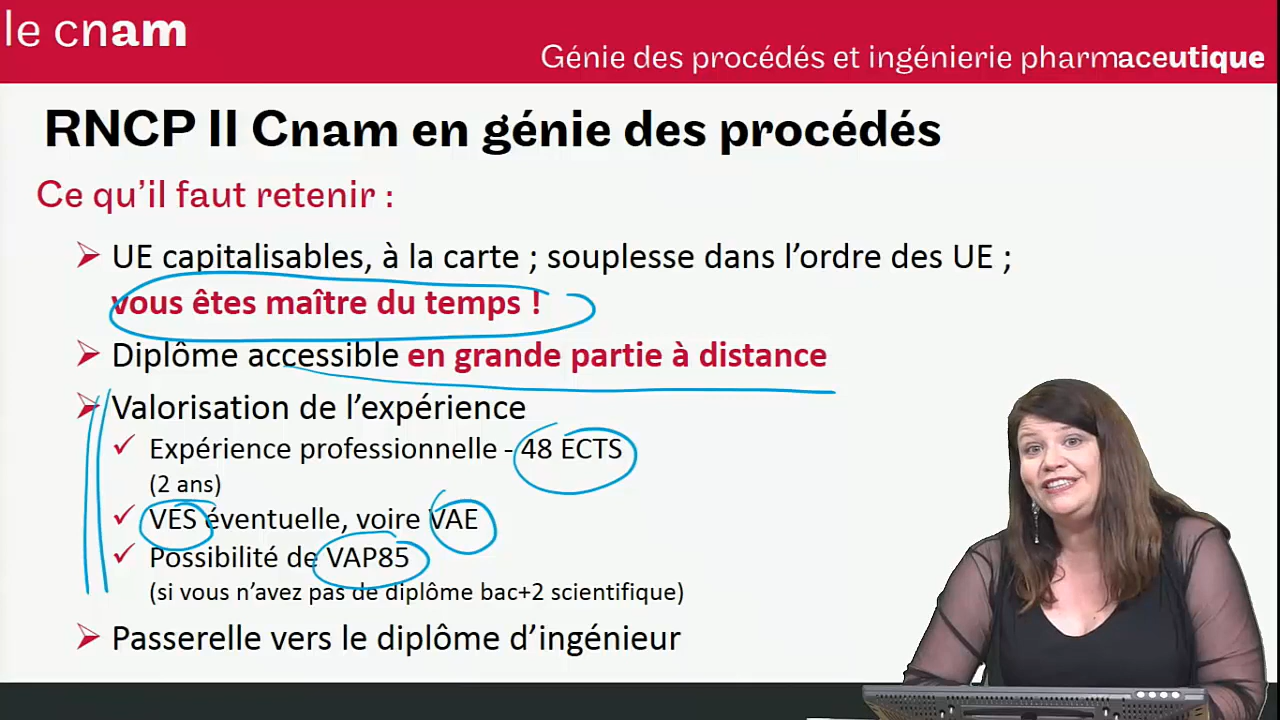 le cnam
Génie des procédés et ingénierie pharmaceutique
RNCP II Cnam en génie des procédés
Ce qu'il faut retenir :
UE capitalisables, à la carte ; souplesse dans l'ordre des UE ;
vous êtes maître du temps !
Diplôme accessible en grande partie à distance
Valorisation de l'expérience
Expérience professionnelle - 48 ECTS
(2 ans)
VES éventuelle, voire VAE
Possibilité de VAP85
(si vous n'avez pas de diplôme bac+2 scientifique)
Passerelle vers le diplôme d'ingénieur